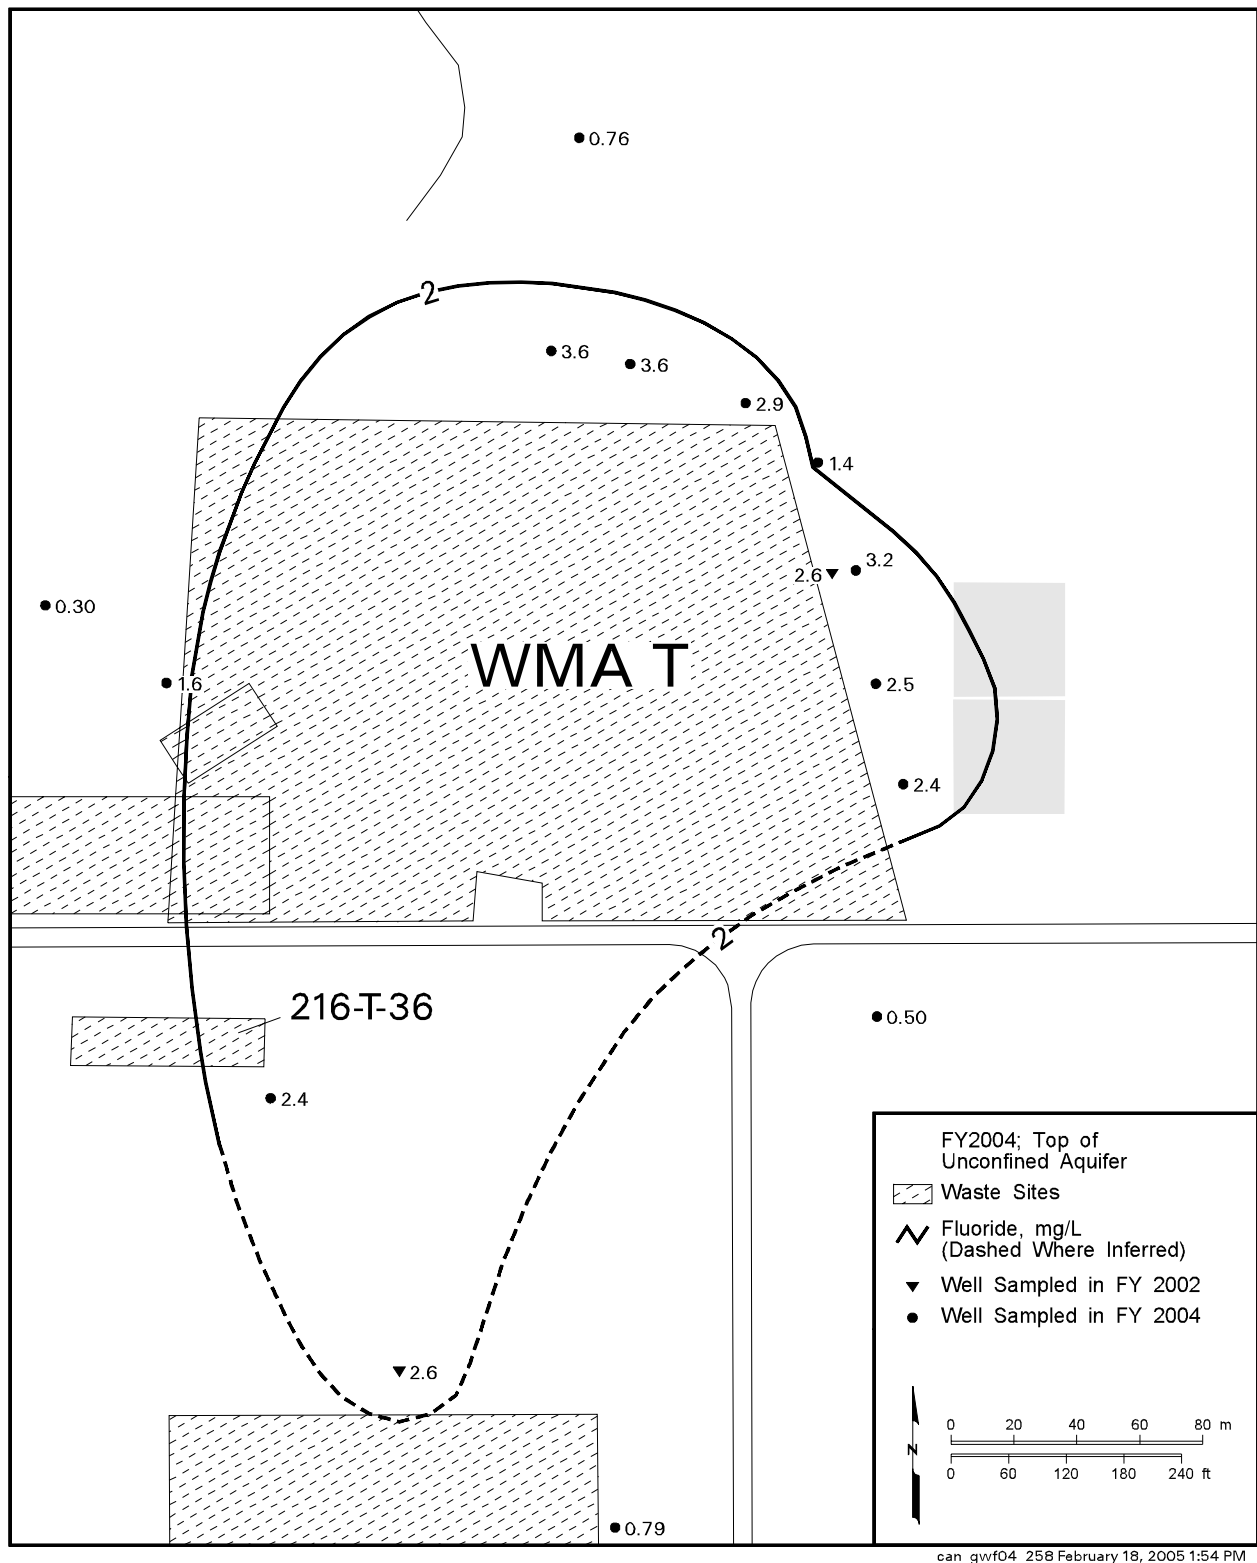 0.76
2
3.6
3.6
2.9
1.4
3.2
2.6
0.30
WMA T
1.6
2.5
2.4
2
216-T-36
0.50
2.4
2.6
0.79
FY2004; Top of
Unconfined Aquifer
Waste Sites
Fluoride, mg/L
(Dashed Where Inferred)
Well Sampled in FY 2002
Well Sampled in FY 2004
N
0 20 40 60 80 m
0 60 120 180 240 ft
can_gwf04_258 February 18, 2005 1:54 PM